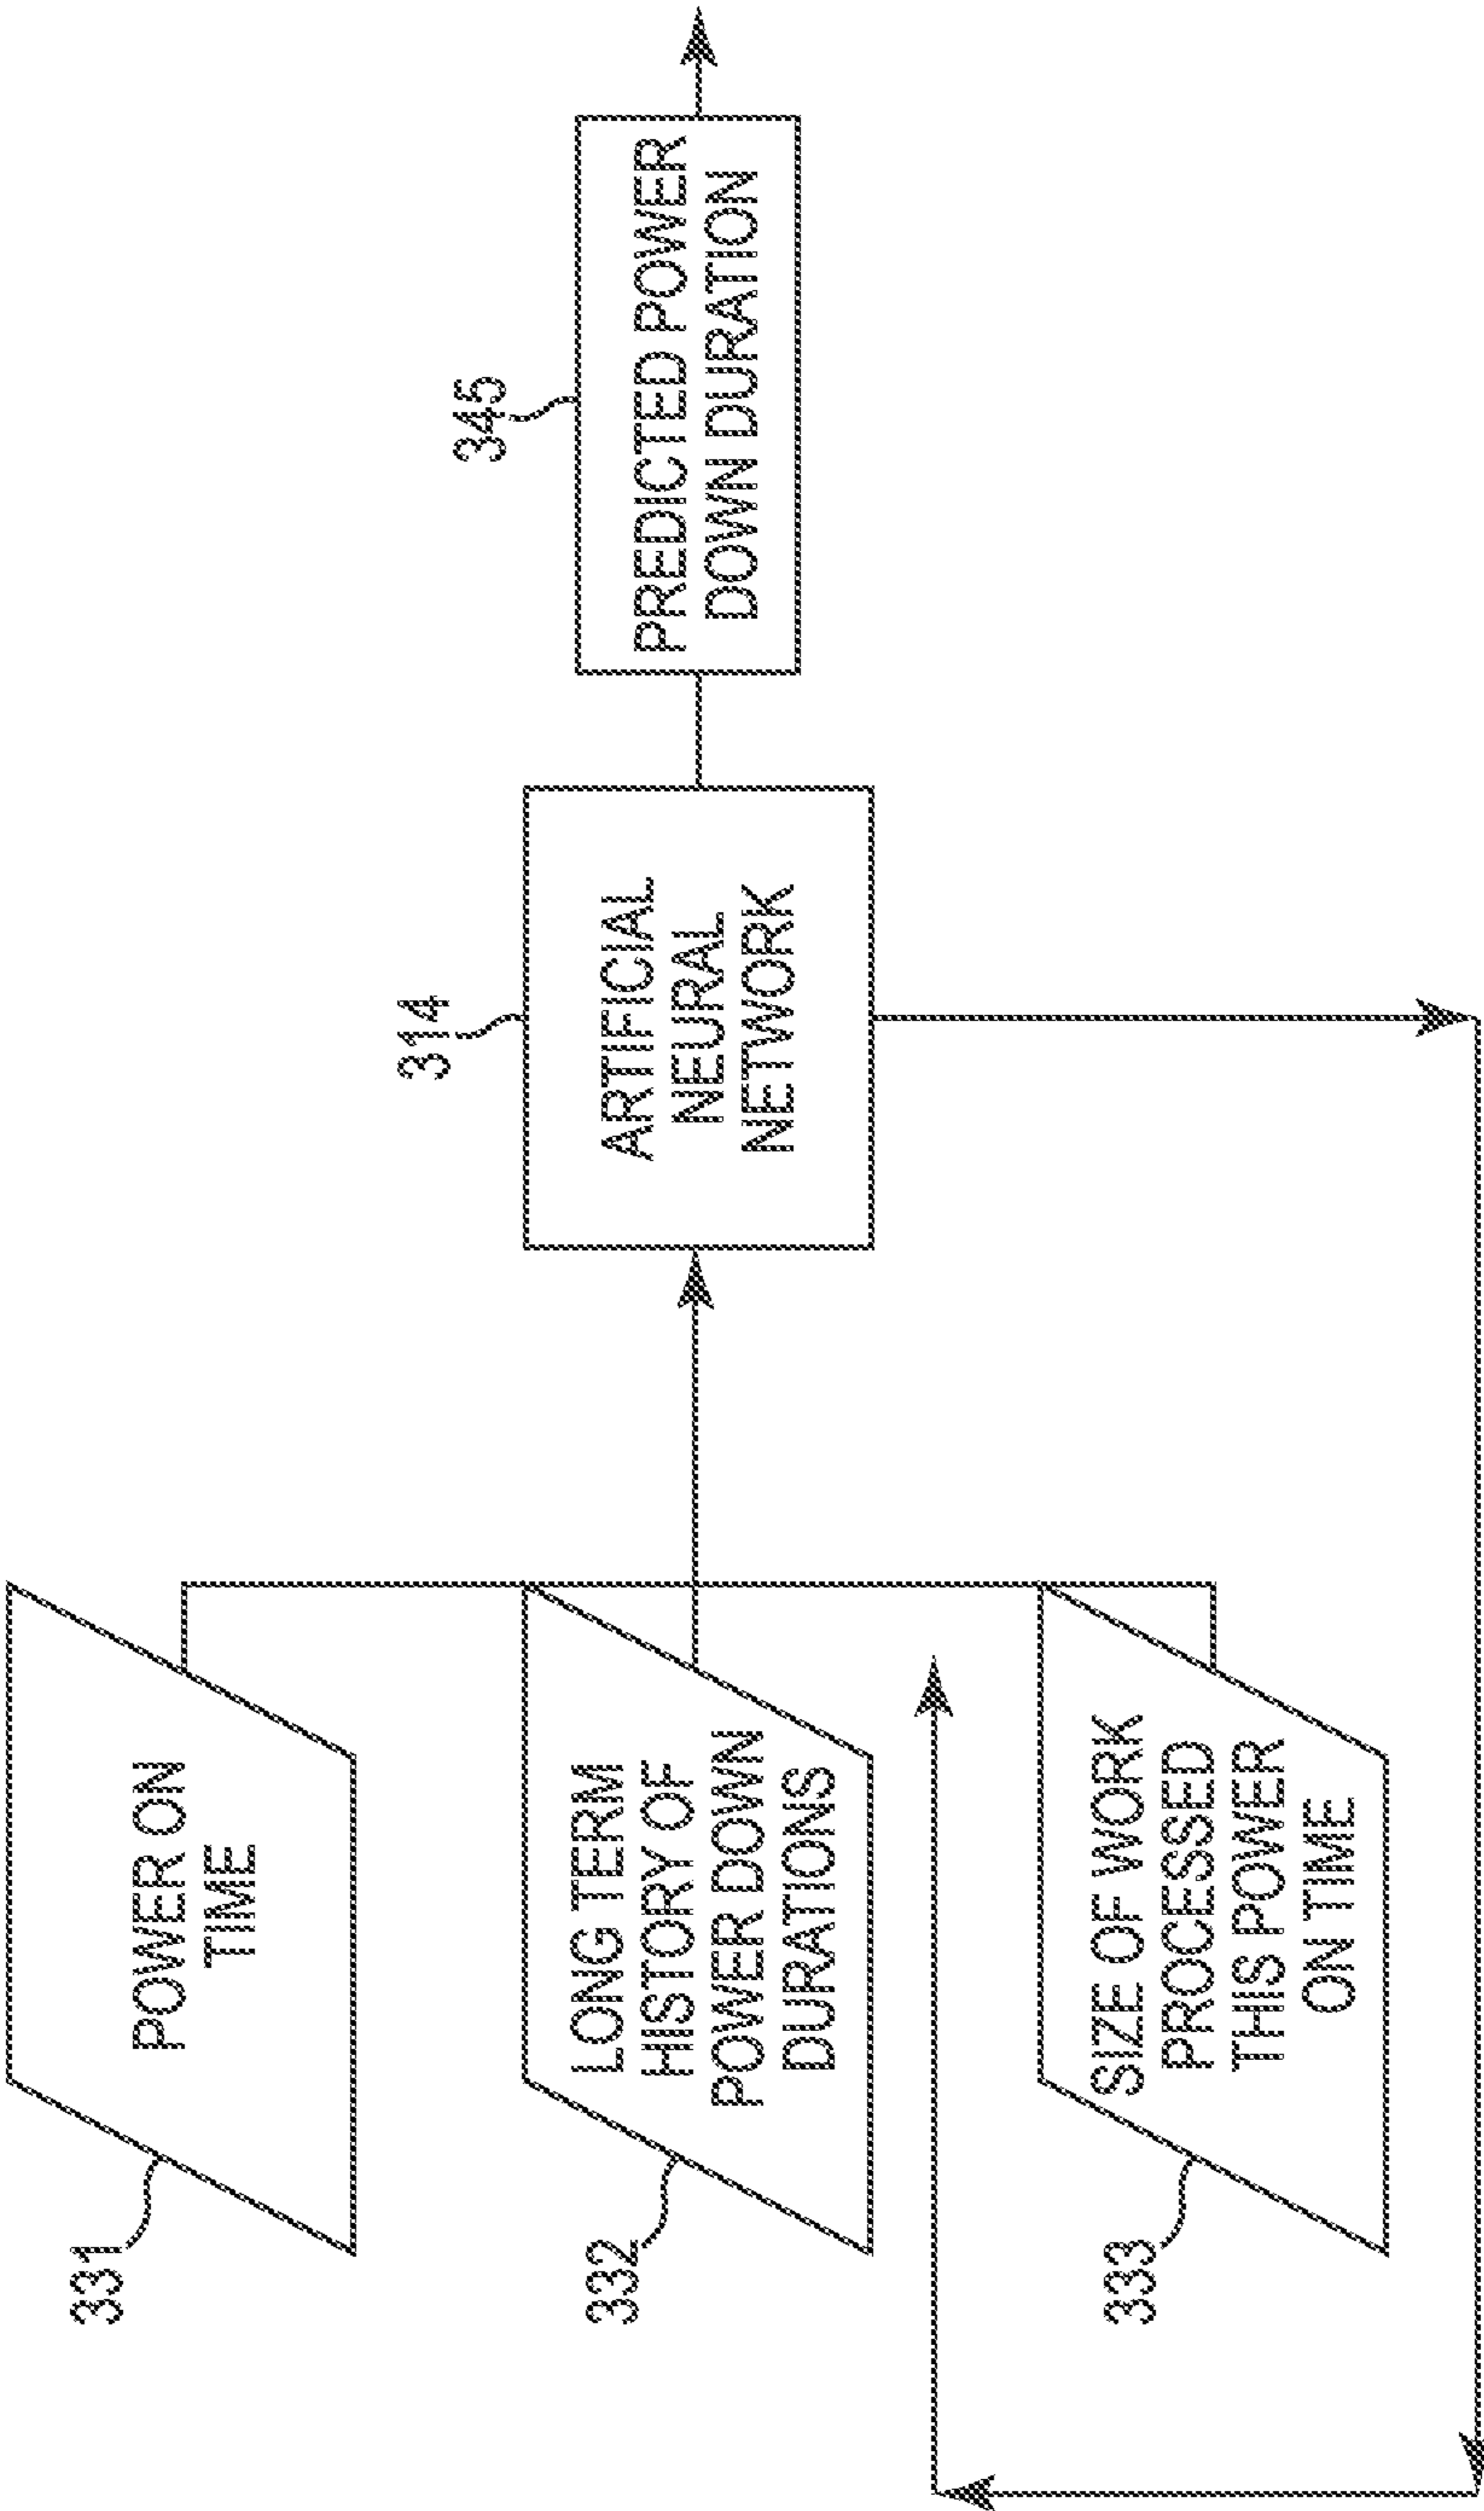 331
POWER ON
TIME
332
LONG TERM
HISTORY OF
POWER DOWN
DURATIONS
333
SIZE OF WORK
PROCESSED
THIS POWER
ON TIME
314
ARTIFICIAL
NEURAL
NETWORK
345
PREDICTED POWER
DOWN DURATION